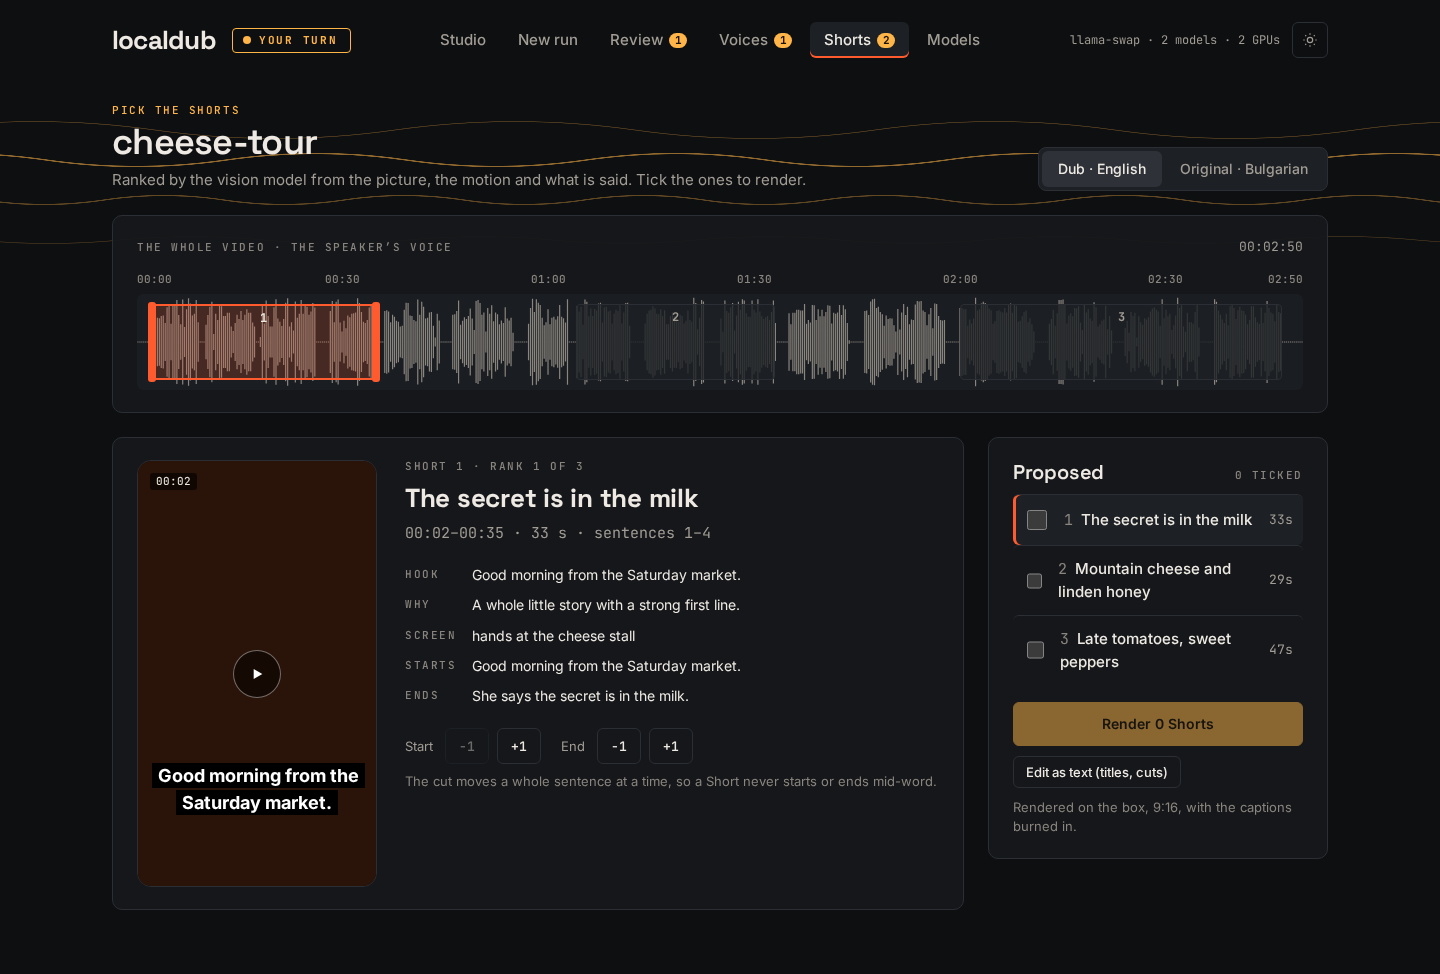 localdub
YOUR TURN
Studio
New run
Review 1
Voices 1
Shorts 2
Models
llama-swap · 2 models · 2 GPUs
PICK THE SHORTS
cheese-tour
Ranked by the vision model from the picture, the motion and what is said. Tick the ones to render.
Dub · English
Original · Bulgarian
THE WHOLE VIDEO · THE SPEAKER’S VOICE
00:02:50
00:00
00:30
01:00
01:30
02:00
02:30
02:50
1
2
3
00:02
Good morning from the
Saturday market.
SHORT 1 · RANK 1 OF 3
The secret is in the milk
00:02–00:35 · 33 s · sentences 1–4
HOOK Good morning from the Saturday market.
WHY A whole little story with a strong first line.
SCREEN hands at the cheese stall
STARTS Good morning from the Saturday market.
ENDS She says the secret is in the milk.
Start -1 +1 End -1 +1
The cut moves a whole sentence at a time, so a Short never starts or ends mid-word.
Proposed
0 TICKED
1 The secret is in the milk 33s
2 Mountain cheese and
linden honey
29s
3 Late tomatoes, sweet
peppers
47s
Render 0 Shorts
Edit as text (titles, cuts)
Rendered on the box, 9:16, with the captions
burned in.